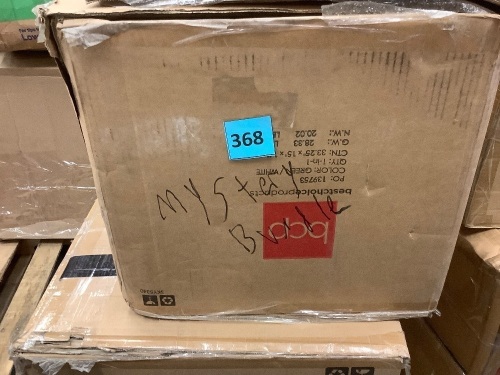 368
N.W.: 20.02
G.W.: 28.83
CTN: 33.25" x 15" x
QTY: 1-in-1
COLOR: GREEN / WHITE
PO: 139753
bestchoiceproducts
bcp
Mystery
Bundle